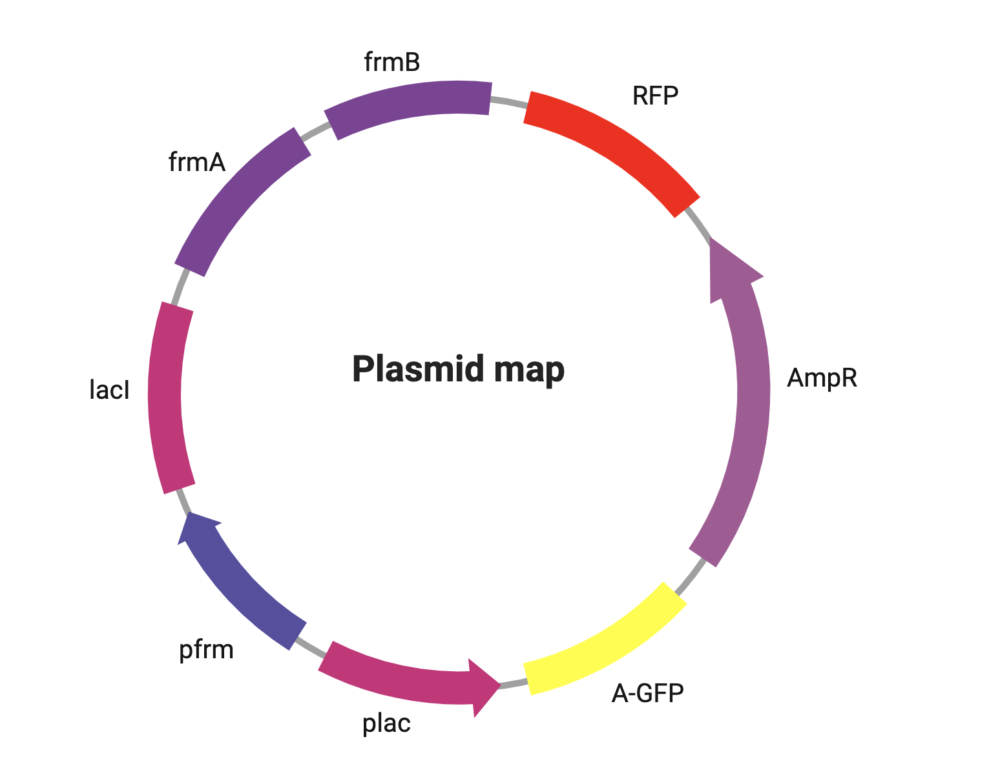 frmB
RFP
frmA
Plasmid map
AmpR
lacI
pfrm
A-GFP
plac